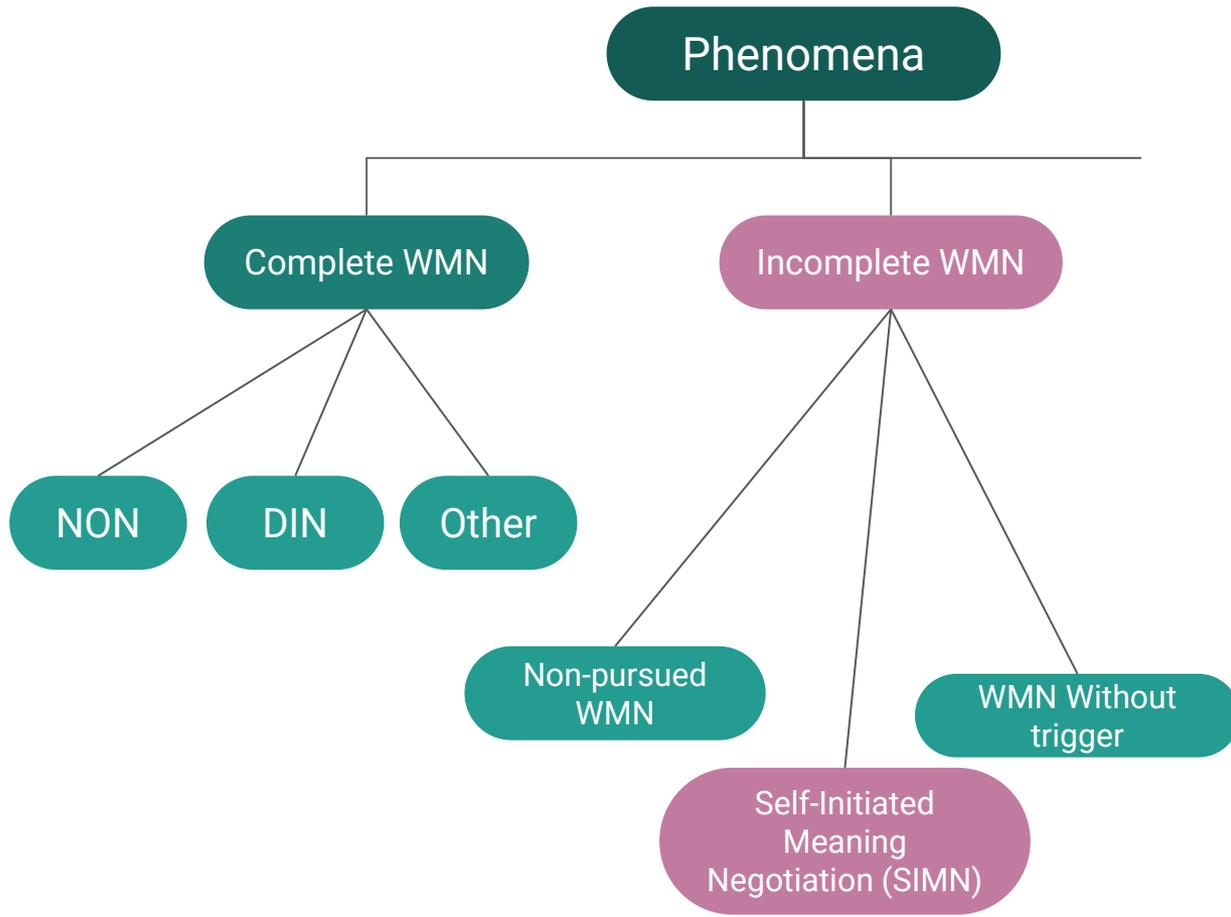 Phenomena
Complete WMN
Incomplete WMN
NON
DIN
Other
Non-pursued
WMN
WMN Without
trigger
Self-Initiated
Meaning
Negotiation (SIMN)